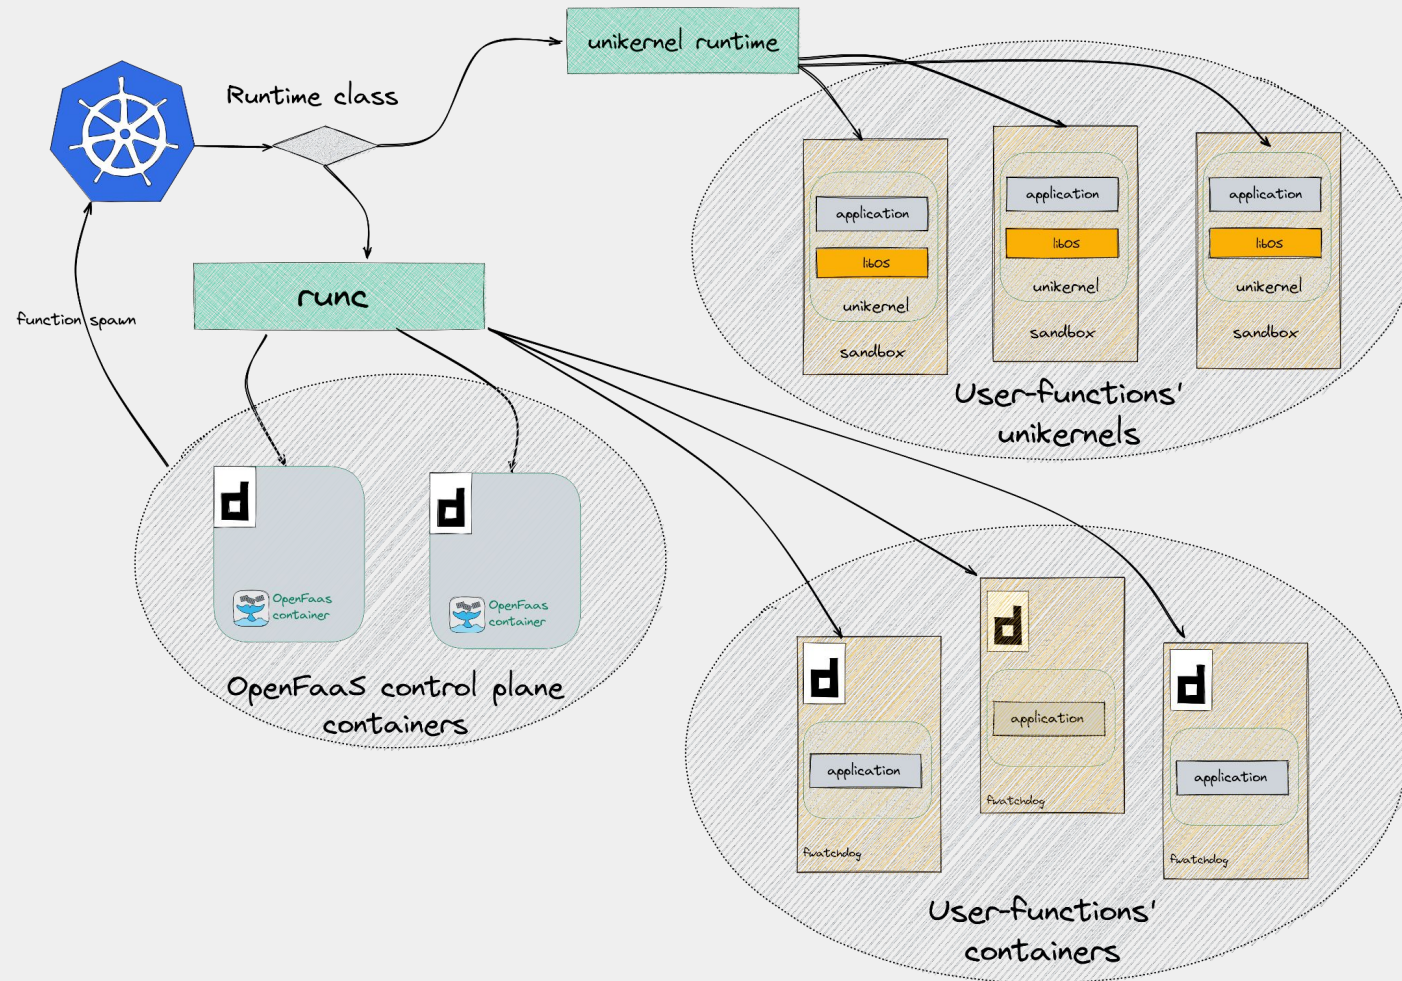 unikernel runtime
Runtime class
application
libOS
unikernel
sandbox
application
libOS
unikernel
sandbox
application
libOS
unikernel
sandbox
User-functions'
unikernels
runc
function spawn
d
OpenFaas
container
d
OpenFaas
container
OpenFaaS control plane
containers
d
application
fwatchdog
d
application
fwatchdog
d
application
fwatchdog
User-functions'
containers